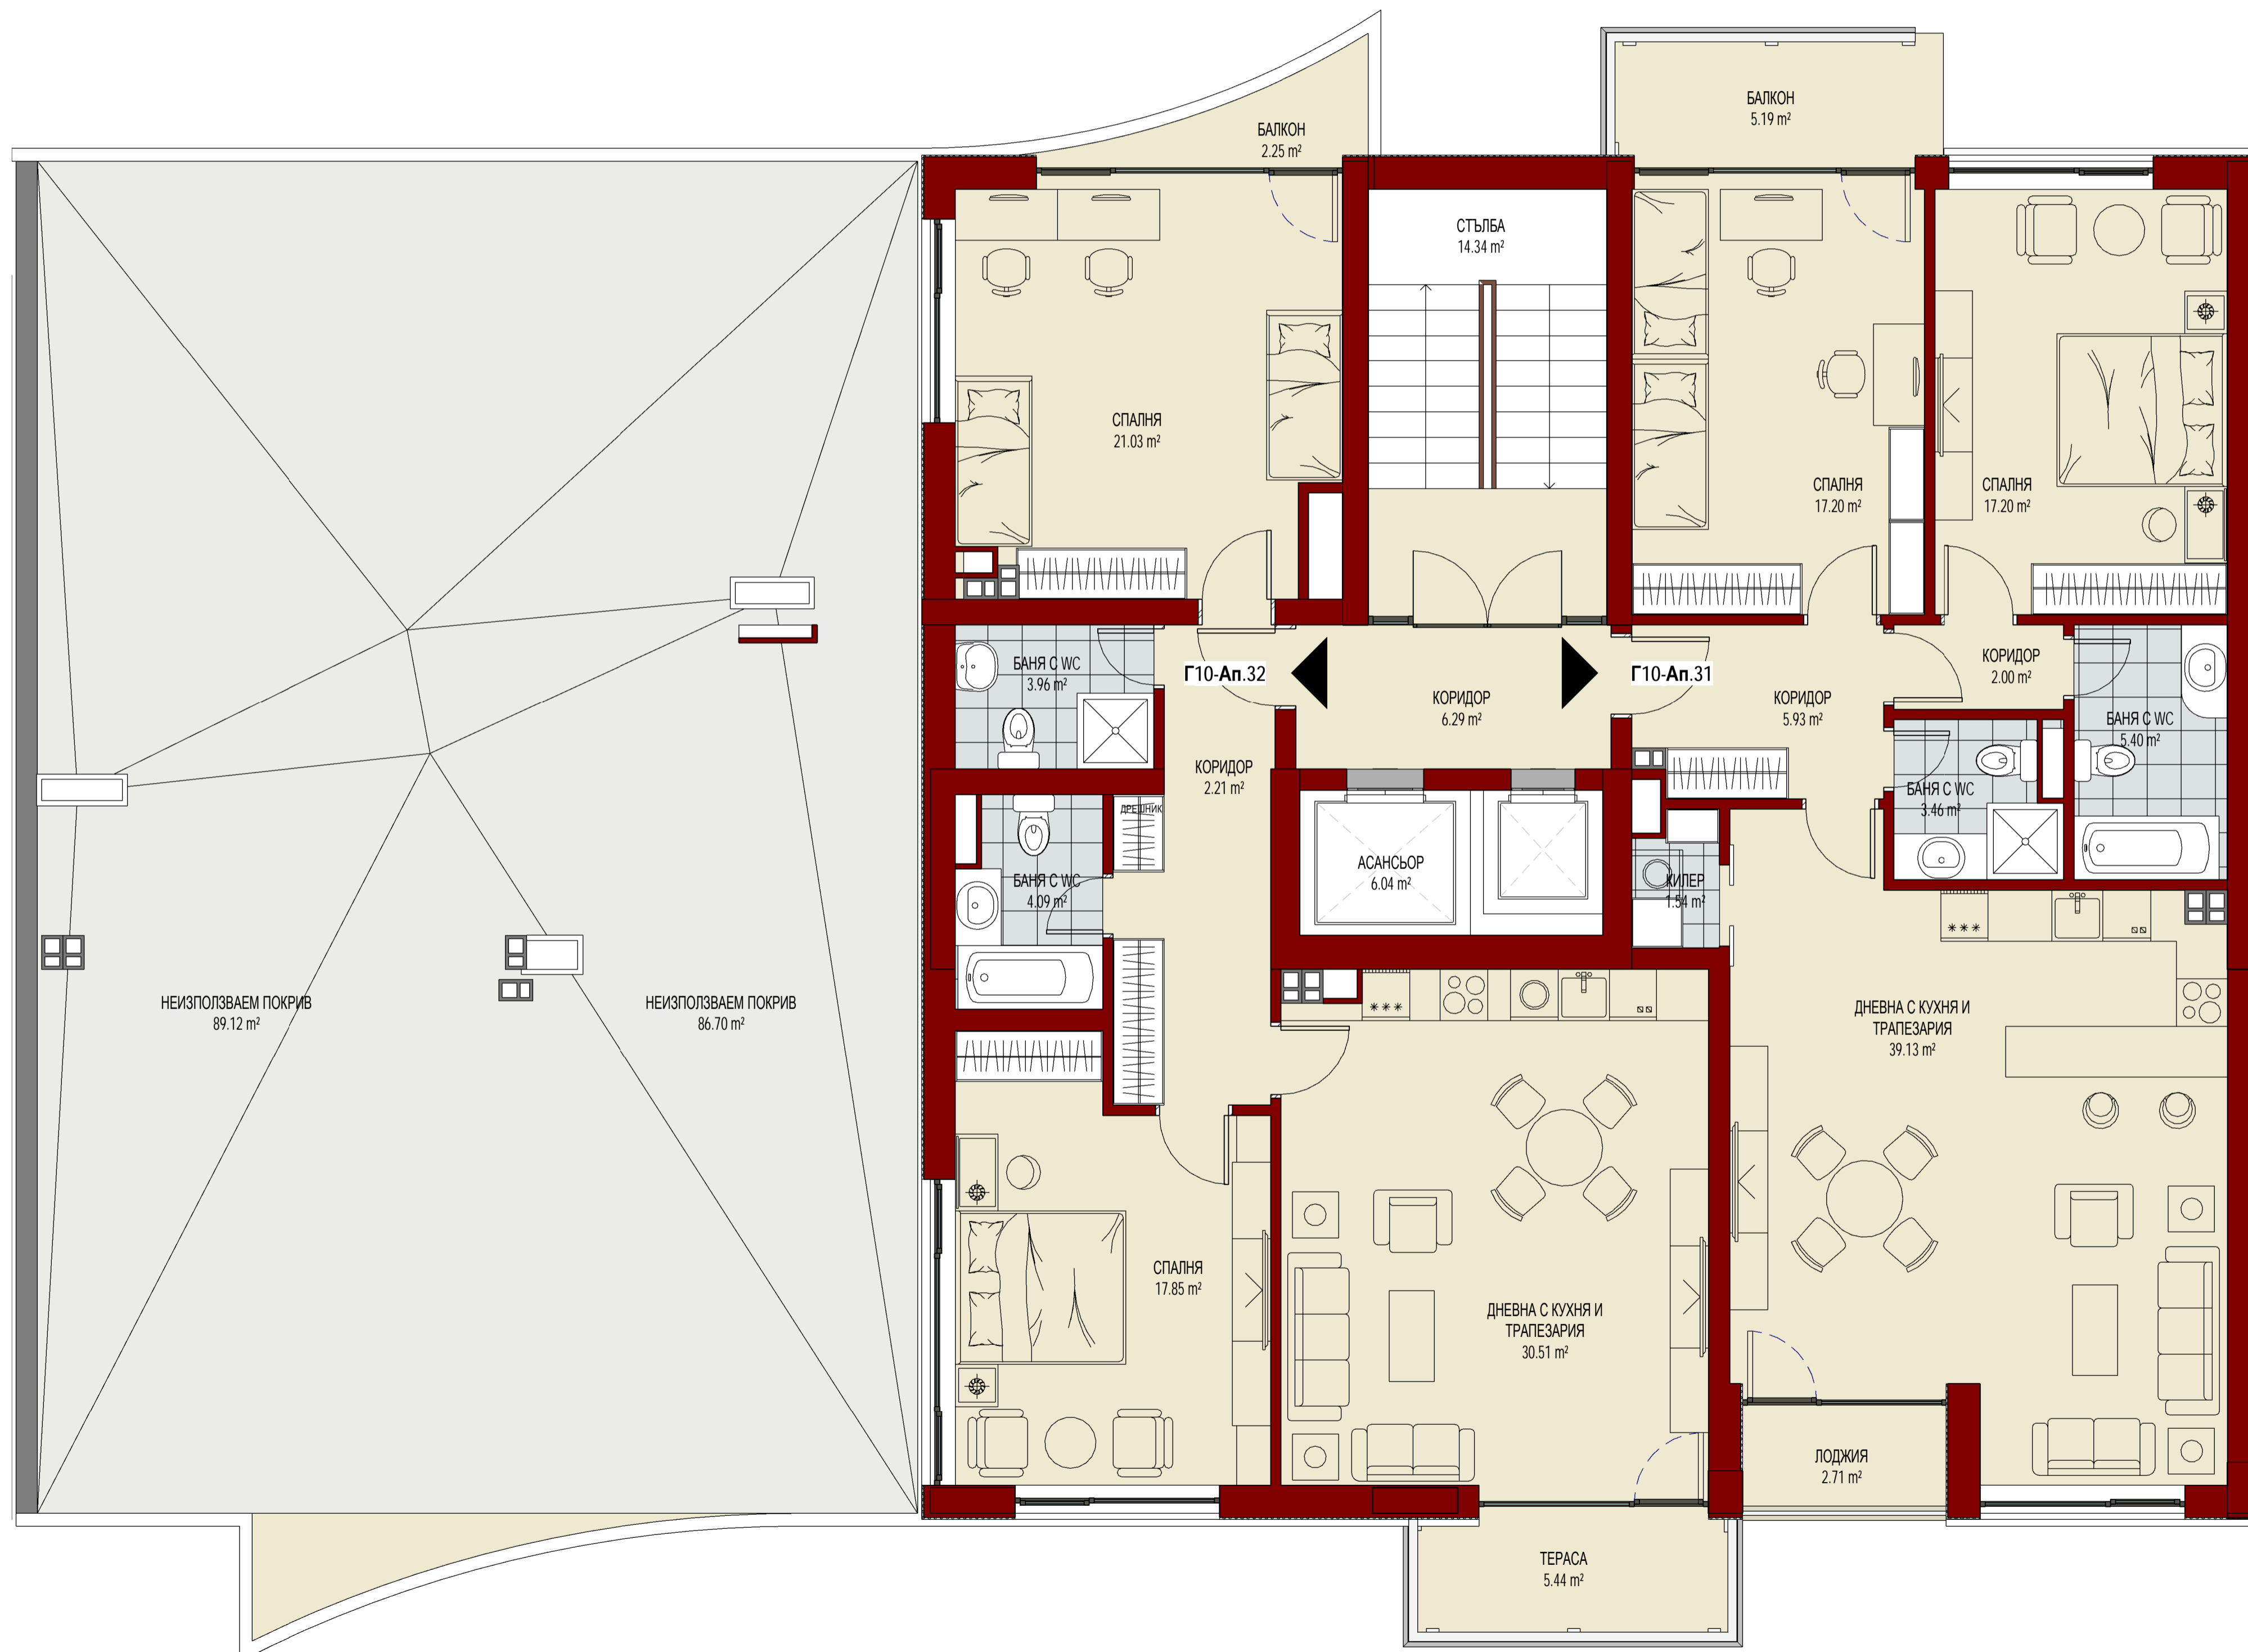 БАЛКОН
5.19 m²
БАЛКОН
2.25 m²
СТЪЛБА
14.34 m²
СПАЛНЯ
21.03 m²
СПАЛНЯ
17.20 m²
СПАЛНЯ
17.20 m²
БАНЯ С WC
3.96 m²
Г10-Ап.32
КОРИДОР
6.29 m²
Г10-Ап.31
КОРИДОР
5.93 m²
КОРИДОР
2.00 m²
БАНЯ С WC
5.40 m²
КОРИДОР
2.21 m²
БАНЯ С WC
3.46 m²
ДРЕШНИК
АСАНСЬОР
6.04 m²
КИЛЕР
1.54 m²
БАНЯ С WC
4.09 m²
НЕИЗПОЛЗВАЕМ ПОКРИВ
89.12 m²
НЕИЗПОЛЗВАЕМ ПОКРИВ
86.70 m²
ДНЕВНА С КУХНЯ И
ТРАПЕЗАРИЯ
39.13 m²
СПАЛНЯ
17.85 m²
ДНЕВНА С КУХНЯ И
ТРАПЕЗАРИЯ
30.51 m²
ЛОДЖИЯ
2.71 m²
ТЕРАСА
5.44 m²